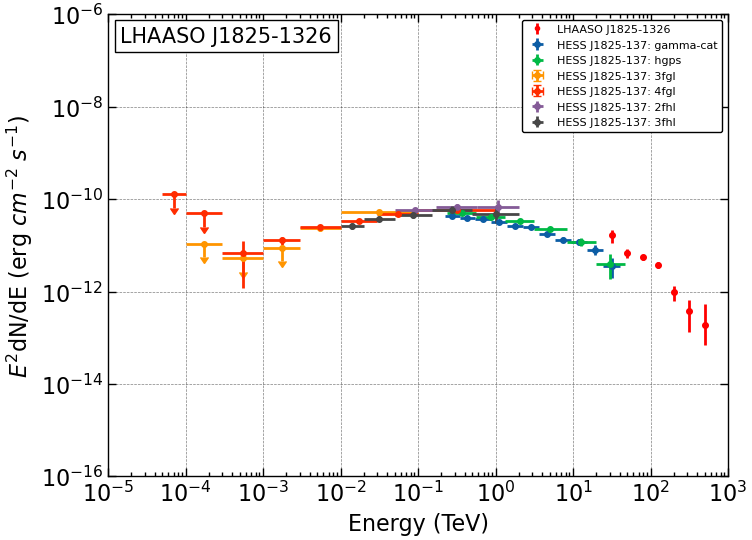 LHAASO J1825-1326
LHAASO J1825-1326
HESS J1825-137: gamma-cat
HESS J1825-137: hgps
HESS J1825-137: 3fgl
HESS J1825-137: 4fgl
HESS J1825-137: 2fhl
HESS J1825-137: 3fhl
10⁻⁶
10⁻⁸
10⁻¹⁰
10⁻¹²
10⁻¹⁴
10⁻¹⁶
E²dN/dE (erg cm⁻² s⁻¹)
10⁻⁵ 10⁻⁴ 10⁻³ 10⁻² 10⁻¹ 10⁰ 10¹ 10² 10³
Energy (TeV)